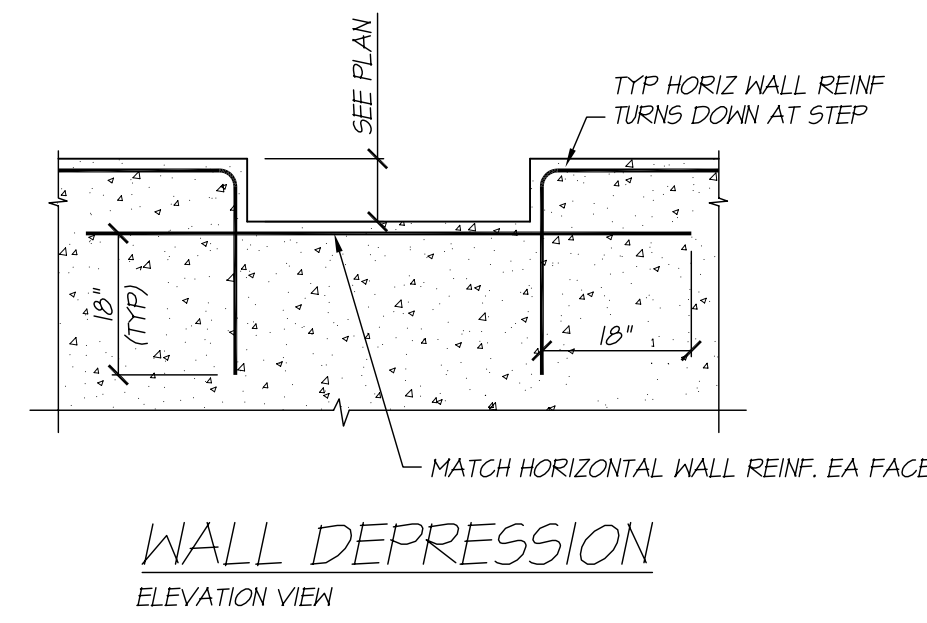 SEE PLAN
TYP HORIZ WALL REINF
TURNS DOWN AT STEP
18"
(TYP)
18"
MATCH HORIZONTAL WALL REINF. EA FACE
WALL DEPRESSION
ELEVATION VIEW